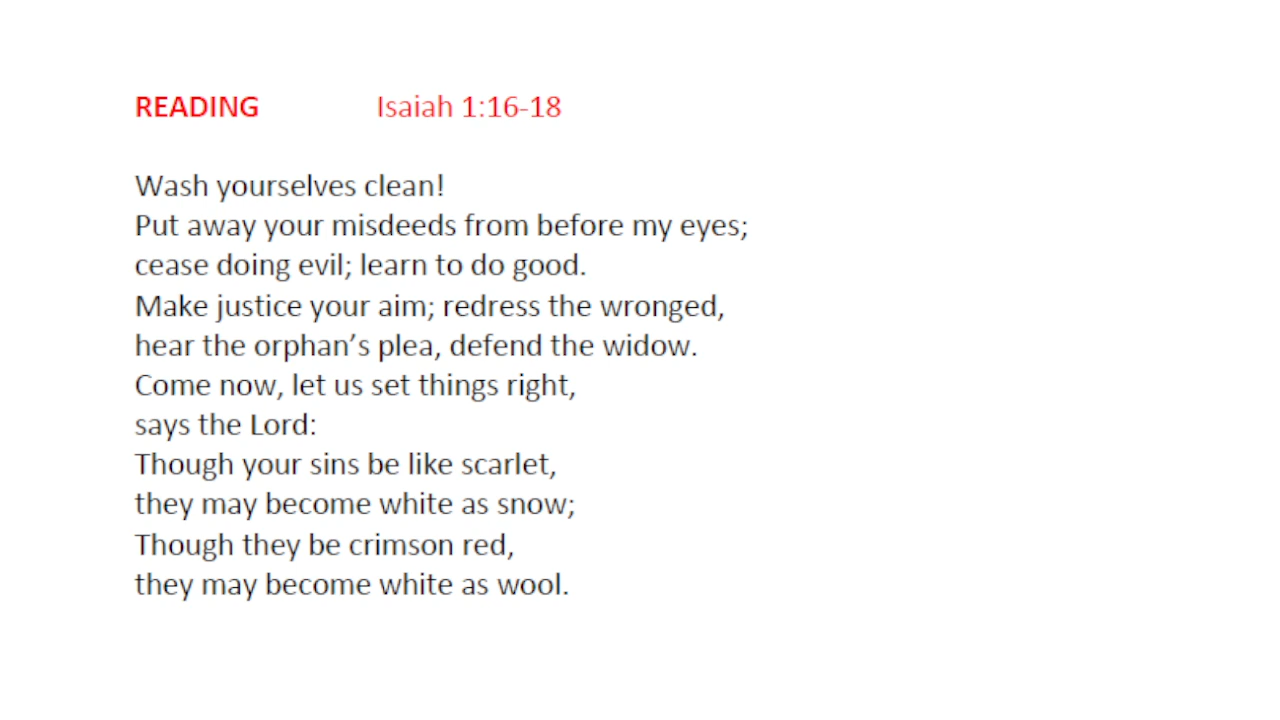 READING Isaiah 1:16-18
Wash yourselves clean!
Put away your misdeeds from before my eyes;
cease doing evil; learn to do good.
Make justice your aim; redress the wronged,
hear the orphan’s plea, defend the widow.
Come now, let us set things right,
says the Lord:
Though your sins be like scarlet,
they may become white as snow;
Though they be crimson red,
they may become white as wool.